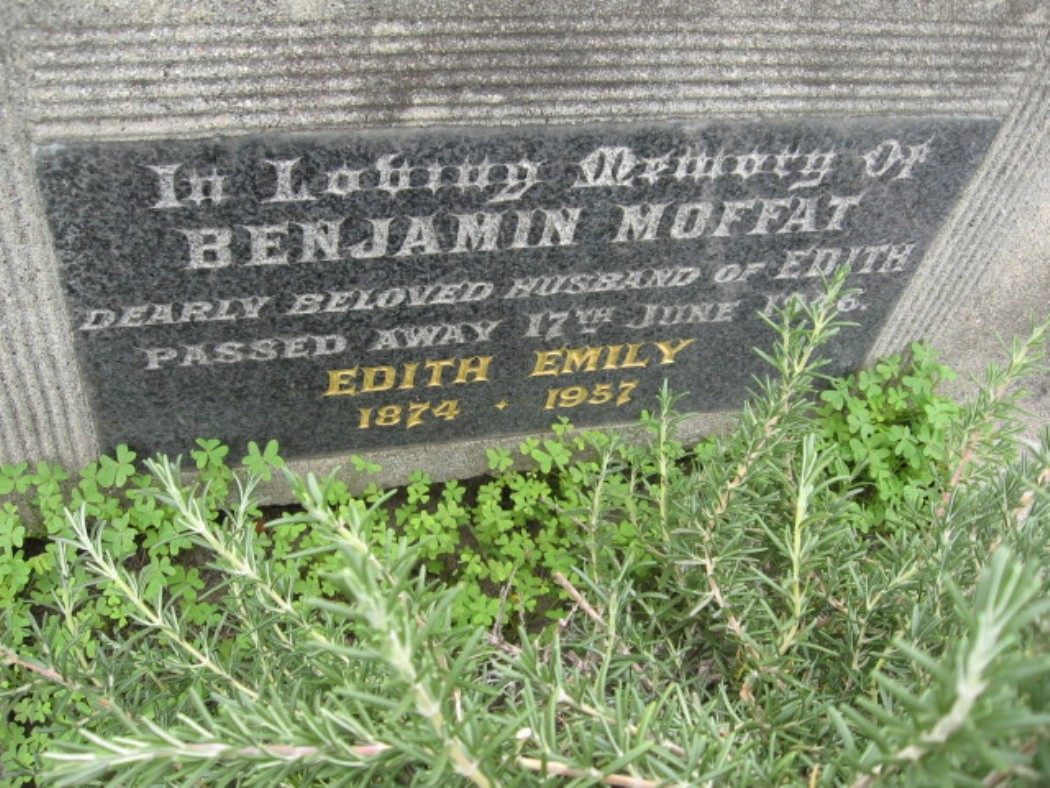 In Loving Memory Of
BENJAMIN MOFFAT
DEARLY BELOVED HUSBAND OF EDITH
PASSED AWAY 17TH JUNE
EDITH EMILY
1874 · 1957